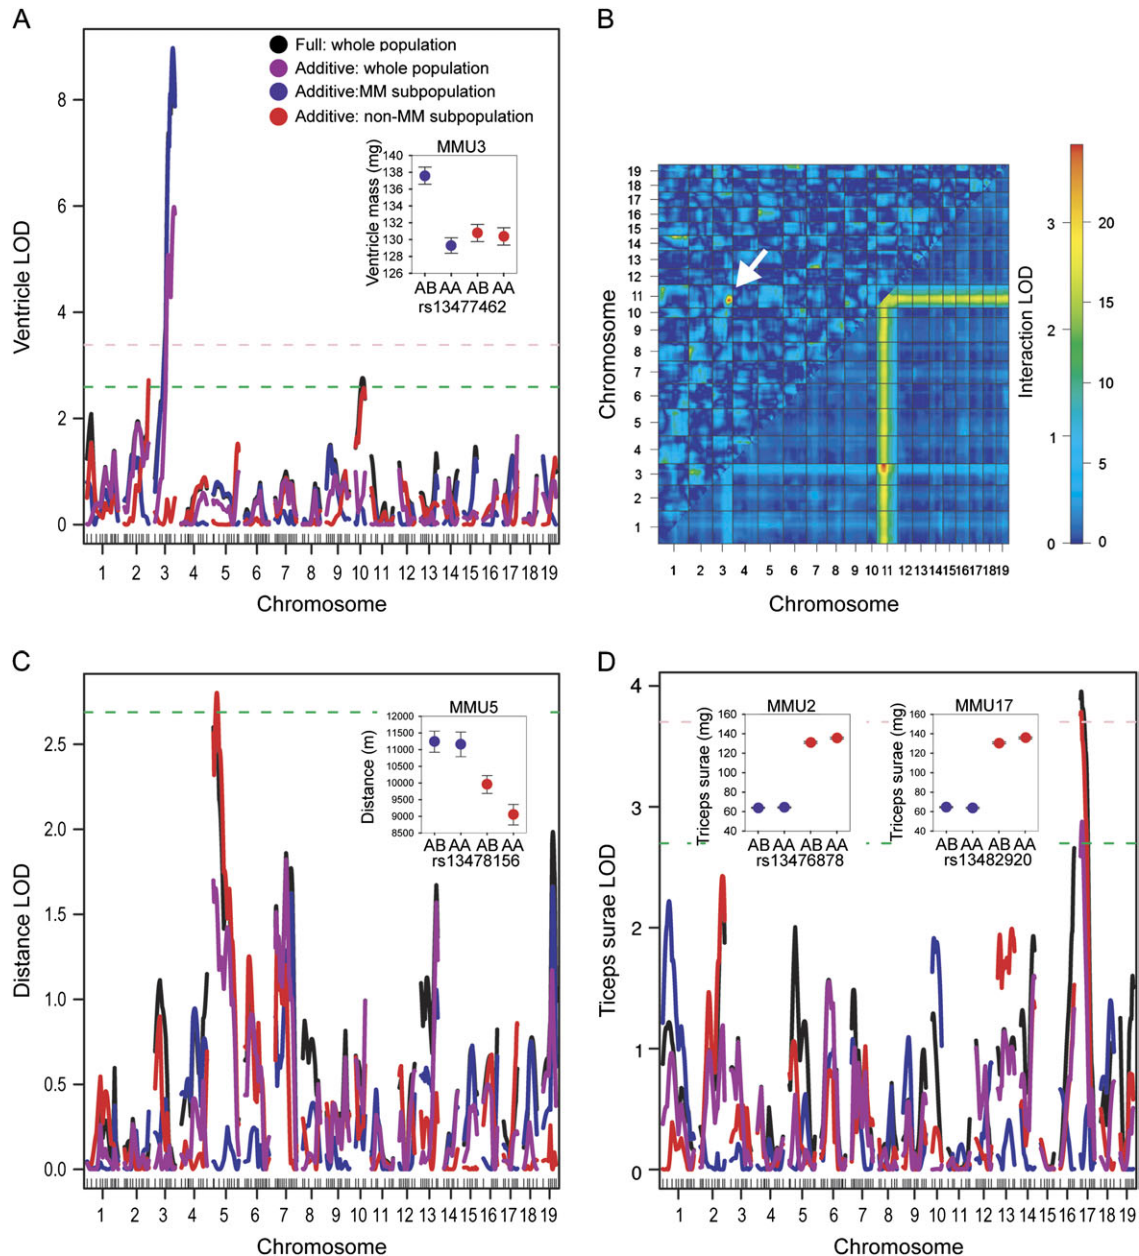 A
Full: whole population
Additive: whole population
Additive:MM subpopulation
Additive: non-MM subpopulation
Ventricle LOD
8
6
4
2
0
MMU3
Ventricle mass (mg)
140
138
136
134
132
130
129
126
AB AA AB AA
rs13477462
1 2 3 4 5 6 7 8 9 10 11 12 13 14 15 16 17 19
Chromosome
B
Chromosome
19
18
17
16
15
14
13
12
11
10
9
8
7
6
5
4
3
2
1
1 2 3 4 5 6 7 8 9 10 11 12 13 14 15 16 17 18 19
Chromosome
Interaction LOD
3
2
1
0
20
15
10
5
0
C
Distance LOD
2.5
2.0
1.5
1.0
0.5
0.0
MMU5
Distance (m)
12000
11500
11000
10500
10000
9500
9000
8500
AB AA AB AA
rs13478156
1 2 3 4 5 6 7 8 9 10 11 12 13 14 15 16 17 19
Chromosome
D
Ticeps surae LOD
4
3
2
1
0
MMU2
Triceps surae (mg)
160
140
120
100
80
60
40
AB AA AB AA
rs13476878
MMU17
Triceps surae (mg)
160
140
120
100
80
60
40
AB AA AB AA
rs13482920
1 2 3 4 5 6 7 8 9 10 11 12 13 14 15 16 17 19
Chromosome